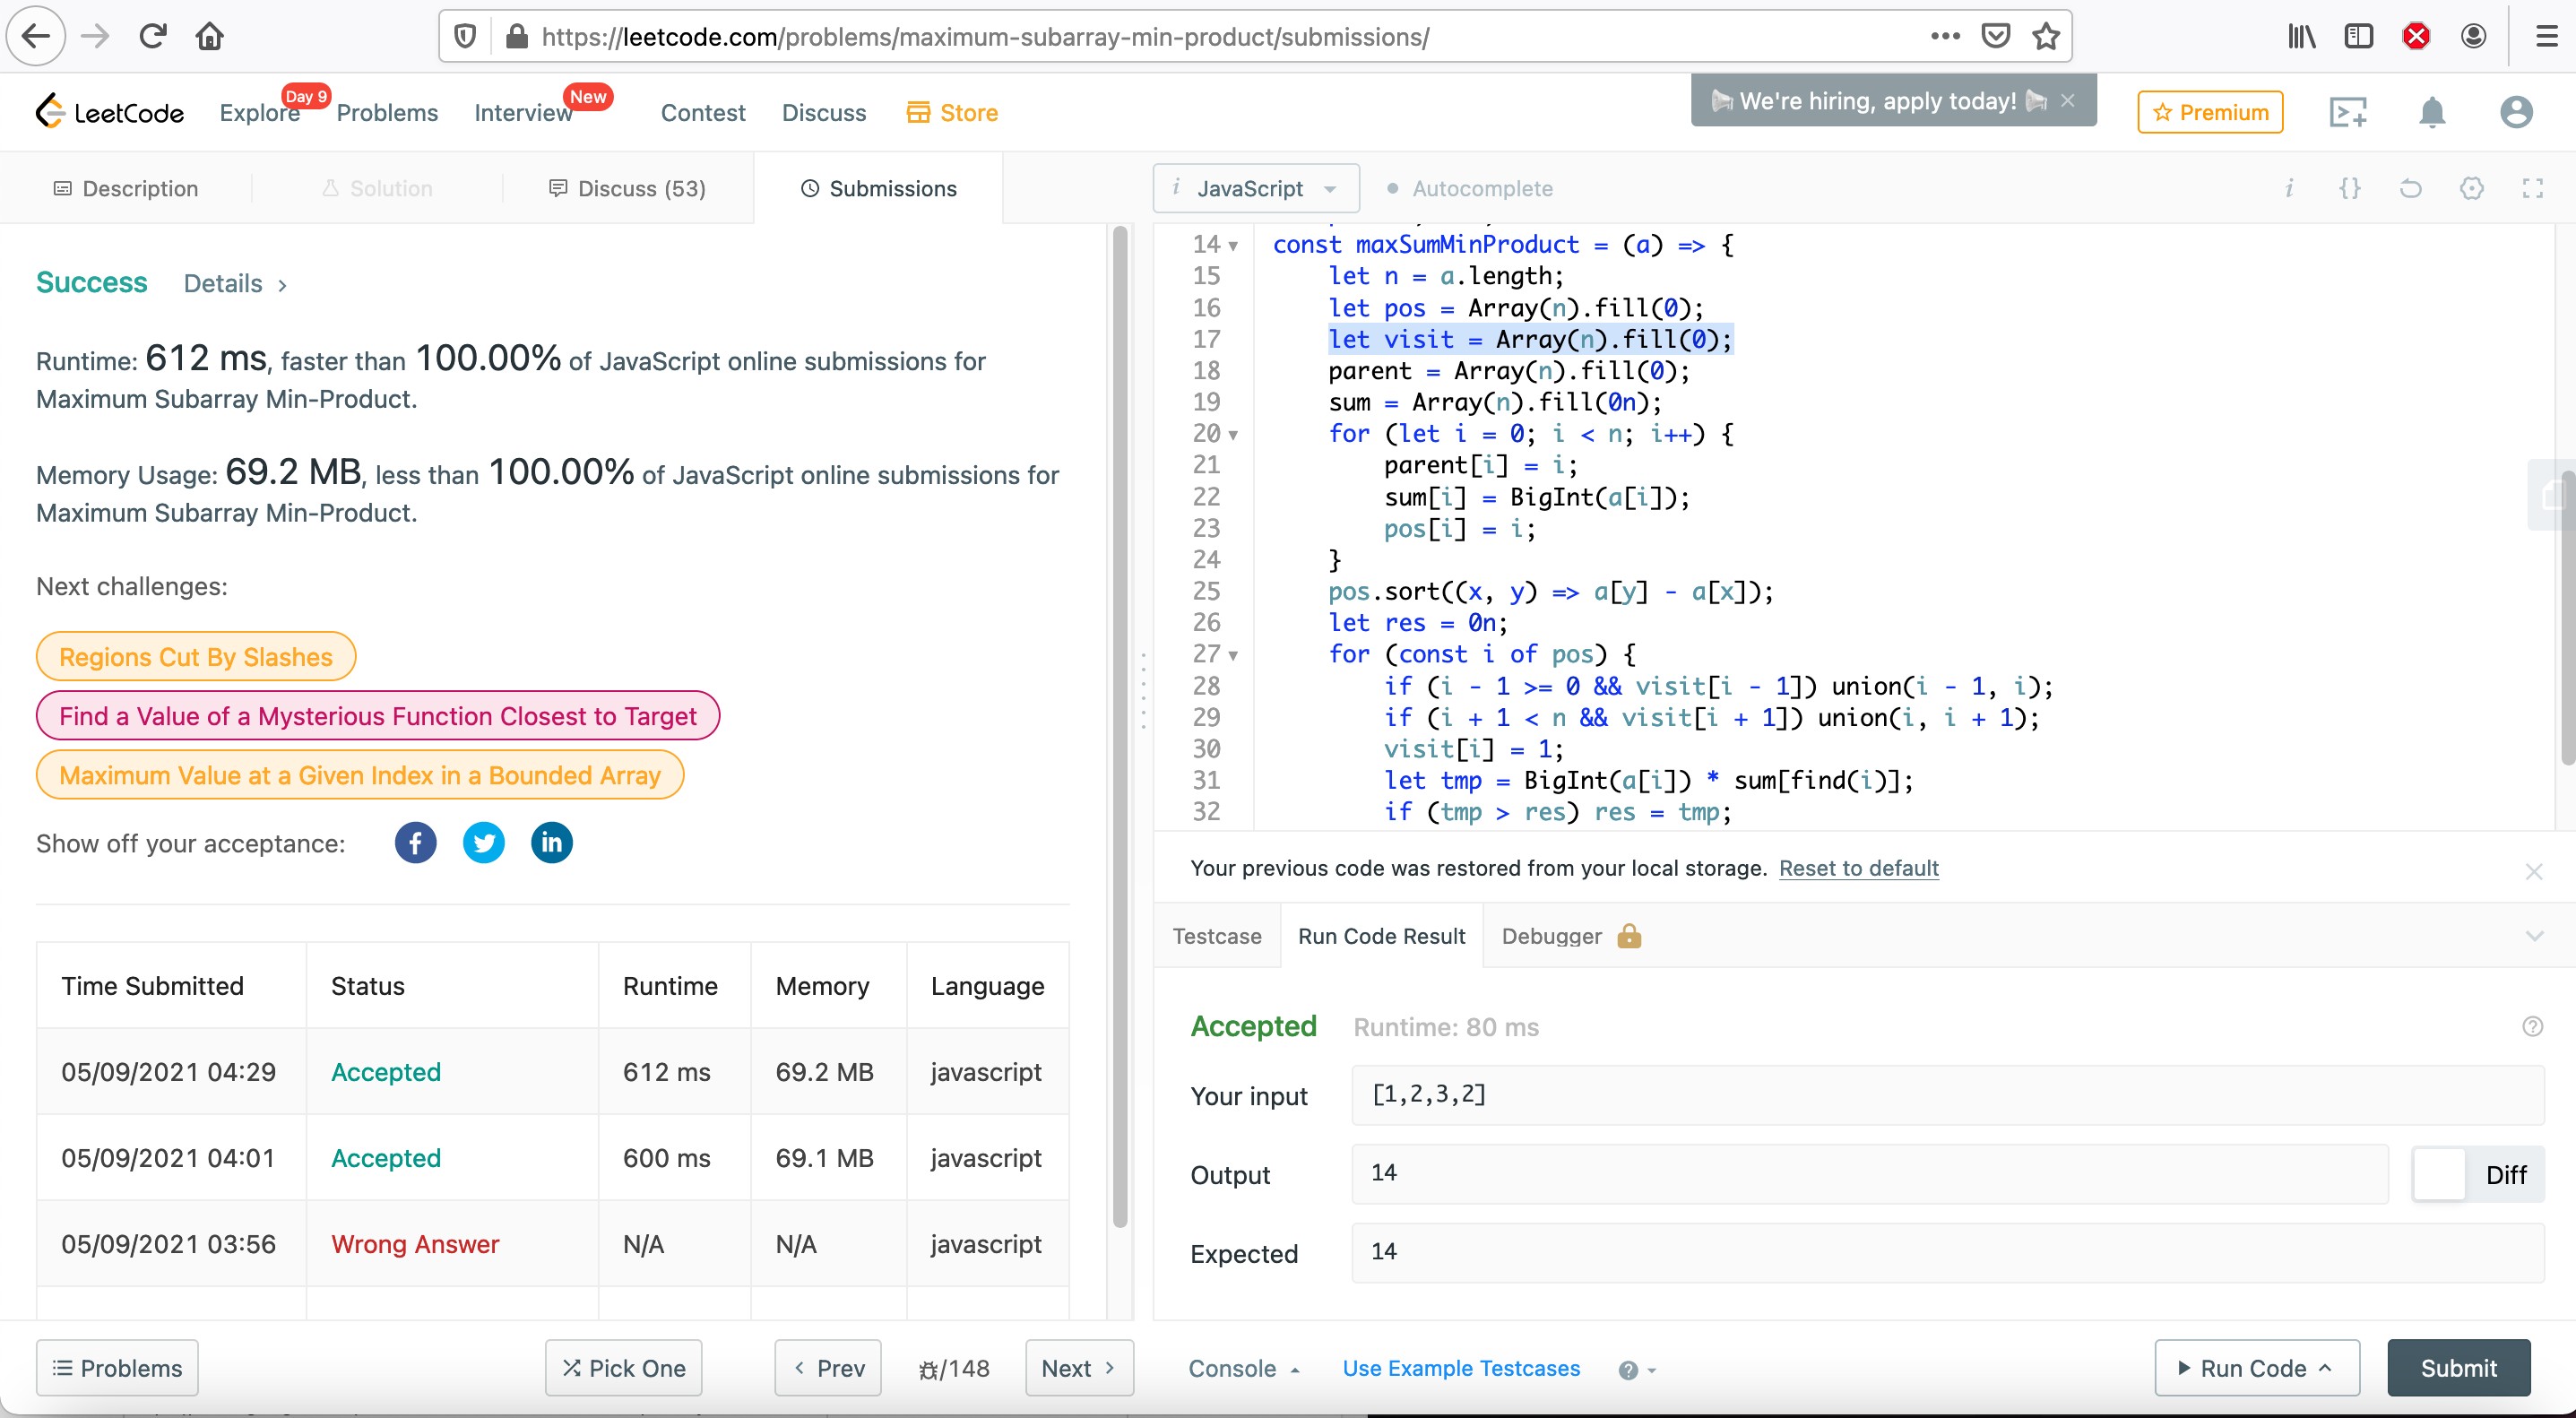 https://leetcode.com/problems/maximum-subarray-min-product/submissions/
LeetCode
Explore
Day 9
Problems
Interview
New
Contest
Discuss
Store
We're hiring, apply today!
Premium
Description
Solution
Discuss (53)
Submissions
i JavaScript
Autocomplete
Success Details
Runtime: 612 ms, faster than 100.00% of JavaScript online submissions for
Maximum Subarray Min-Product.
Memory Usage: 69.2 MB, less than 100.00% of JavaScript online submissions for
Maximum Subarray Min-Product.
Next challenges:
Regions Cut By Slashes
Find a Value of a Mysterious Function Closest to Target
Maximum Value at a Given Index in a Bounded Array
Show off your acceptance:
Time Submitted Status Runtime Memory Language
05/09/2021 04:29 Accepted 612 ms 69.2 MB javascript
05/09/2021 04:01 Accepted 600 ms 69.1 MB javascript
05/09/2021 03:56 Wrong Answer N/A N/A javascript
Problems
Pick One
Prev
/148
Next
14 const maxSumMinProduct = (a) => {
15 let n = a.length;
16 let pos = Array(n).fill(0);
17 let visit = Array(n).fill(0);
18 parent = Array(n).fill(0);
19 sum = Array(n).fill(0n);
20 for (let i = 0; i < n; i++) {
21 parent[i] = i;
22 sum[i] = BigInt(a[i]);
23 pos[i] = i;
24 }
25 pos.sort((x, y) => a[y] - a[x]);
26 let res = 0n;
27 for (const i of pos) {
28 if (i - 1 >= 0 && visit[i - 1]) union(i - 1, i);
29 if (i + 1 < n && visit[i + 1]) union(i, i + 1);
30 visit[i] = 1;
31 let tmp = BigInt(a[i]) * sum[find(i)];
32 if (tmp > res) res = tmp;
Your previous code was restored from your local storage. Reset to default
Testcase
Run Code Result
Debugger
Accepted Runtime: 80 ms
Your input [1,2,3,2]
Output 14
Diff
Expected 14
Console
Use Example Testcases
Run Code
Submit